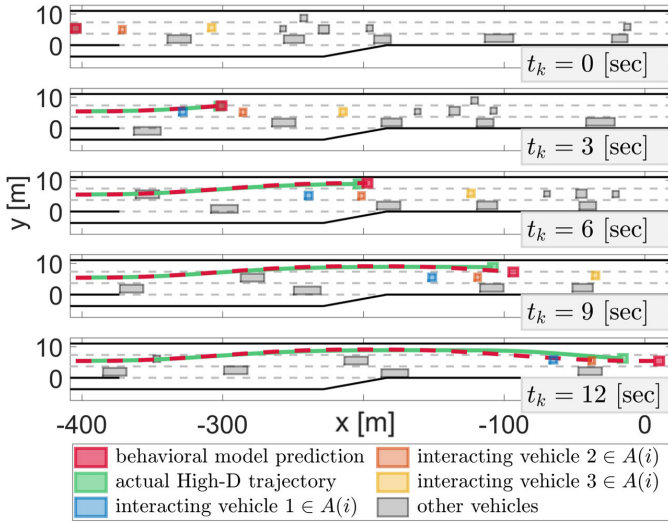 10
0
t_k = 0 [sec]
10
0
t_k = 3 [sec]
y [m]
10
0
t_k = 6 [sec]
10
0
t_k = 9 [sec]
10
0
t_k = 12 [sec]
-400 -300 x [m] -100 0
behavioral model prediction interacting vehicle 2 ∈ A(i)
actual High-D trajectory interacting vehicle 3 ∈ A(i)
interacting vehicle 1 ∈ A(i) other vehicles